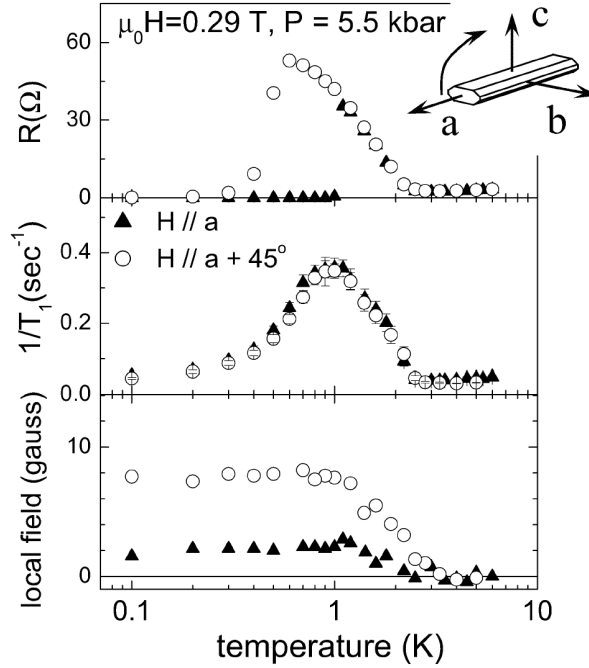 μ₀H=0.29 T, P = 5.5 kbar
60
30
0
R(Ω)
c
a
b
H // a
H // a + 45°
0.4
0.2
0.0
1/T₁(sec⁻¹)
10
0
local field (gauss)
0.1
1
10
temperature (K)